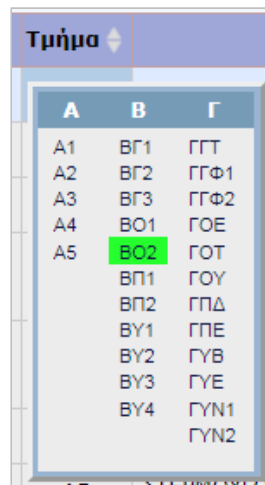 Τμήμα
Α Β Γ
Α1 ΒΓ1 ΓΓΤ
Α2 ΒΓ2 ΓΓΦ1
Α3 ΒΓ3 ΓΓΦ2
Α4 ΒΟ1 ΓΟΕ
Α5 ΒΟ2 ΓΟΤ
ΒΠ1 ΓΟΥ
ΒΠ2 ΓΠΔ
ΒΥ1 ΓΠΕ
ΒΥ2 ΓΥΒ
ΒΥ3 ΓΥΕ
ΒΥ4 ΓΥΝ1
ΓΥΝ2